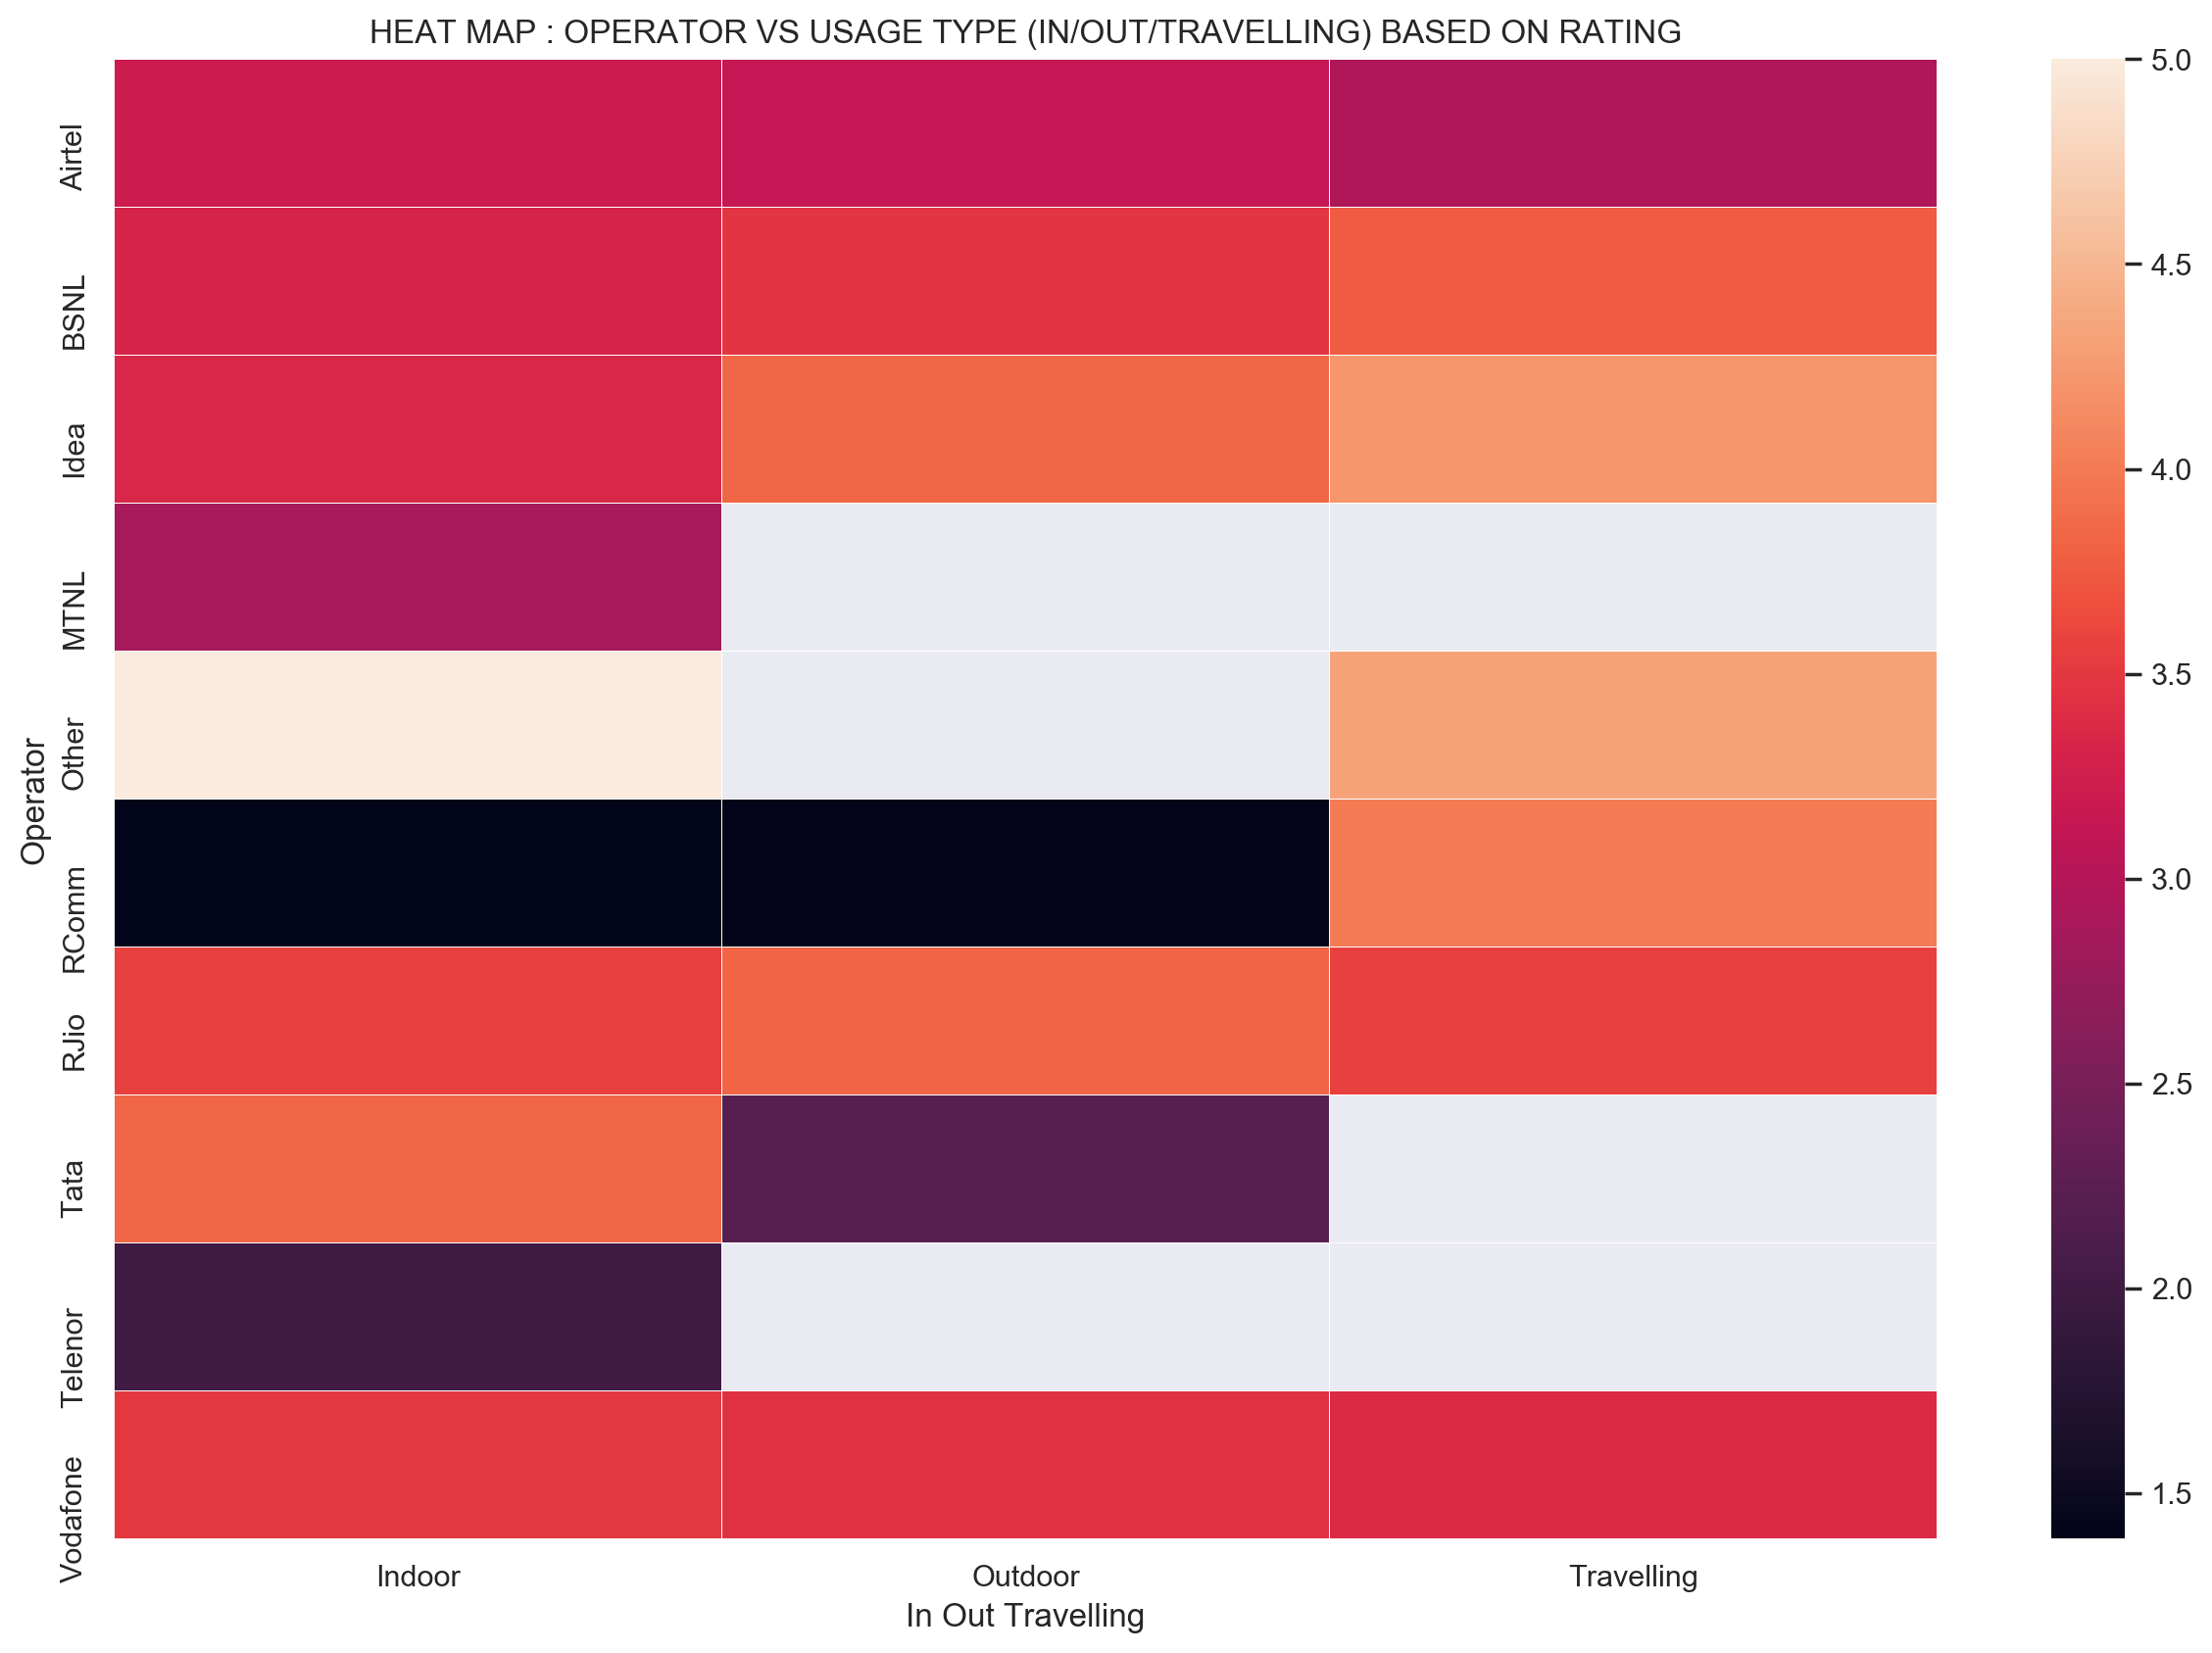 HEAT MAP : OPERATOR VS USAGE TYPE (IN/OUT/TRAVELLING) BASED ON RATING
Operator
Airtel
BSNL
Idea
MTNL
Other
RComm
RJio
Tata
Telenor
Vodafone
Indoor Outdoor Travelling
In Out Travelling
5.0
4.5
4.0
3.5
3.0
2.5
2.0
1.5